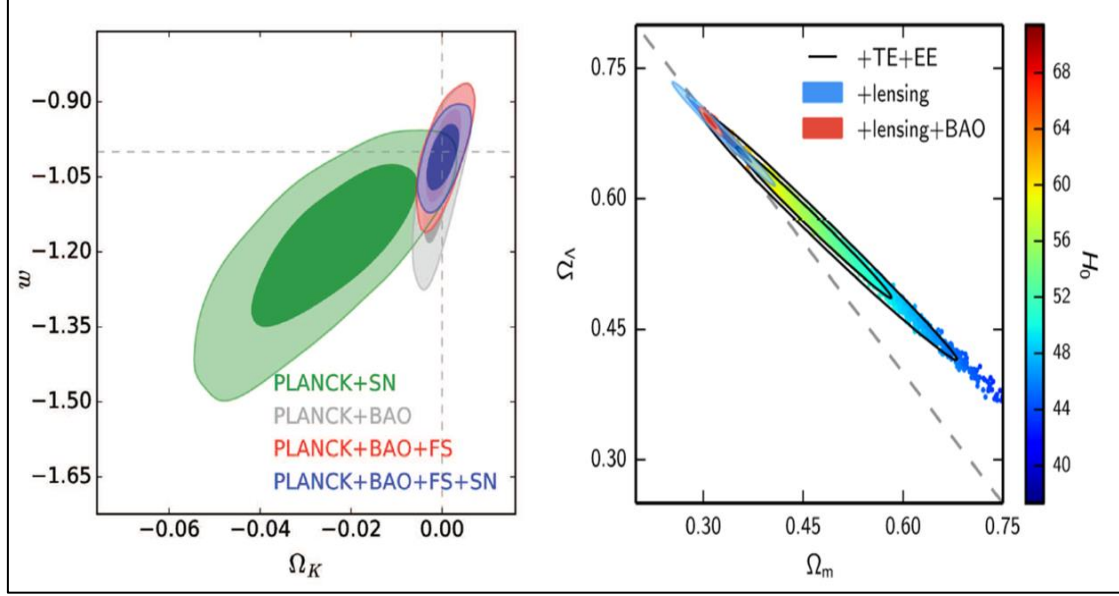 −0.90
−1.05
−1.20
−1.35
−1.50
−1.65
w
PLANCK+SN
PLANCK+BAO
PLANCK+BAO+FS
PLANCK+BAO+FS+SN
−0.06 −0.04 −0.02 0.00
Ω_K
0.75
0.60
0.45
0.30
Ω_Λ
+TE+EE
+lensing
+lensing+BAO
0.30 0.45 0.60 0.75
Ω_m
68
64
60
56
52
48
44
40
H_0